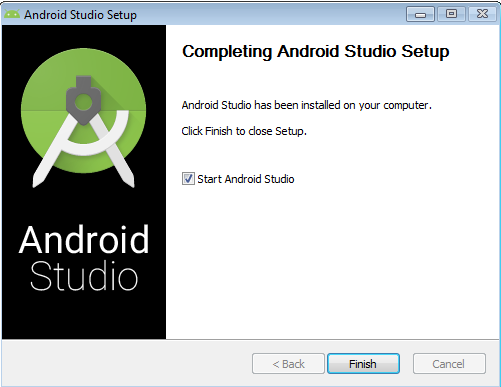 Android Studio Setup
Completing Android Studio Setup
Android Studio has been installed on your computer.
Click Finish to close Setup.
Start Android Studio
Android
Studio
< Back
Finish
Cancel